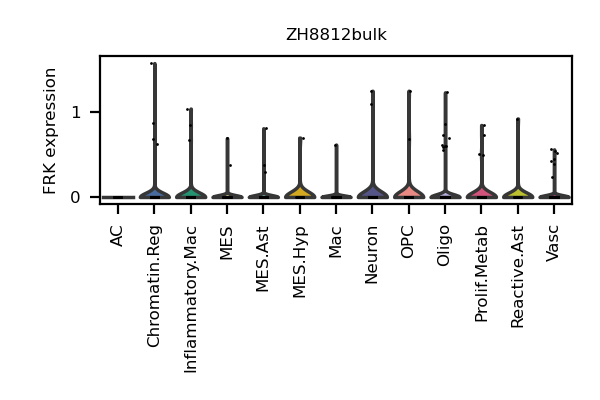 ZH8812bulk
FRK expression
1
0
AC
Chromatin.Reg
Inflammatory.Mac
MES
MES.Ast
MES.Hyp
Mac
Neuron
OPC
Oligo
Prolif.Metab
Reactive.Ast
Vasc